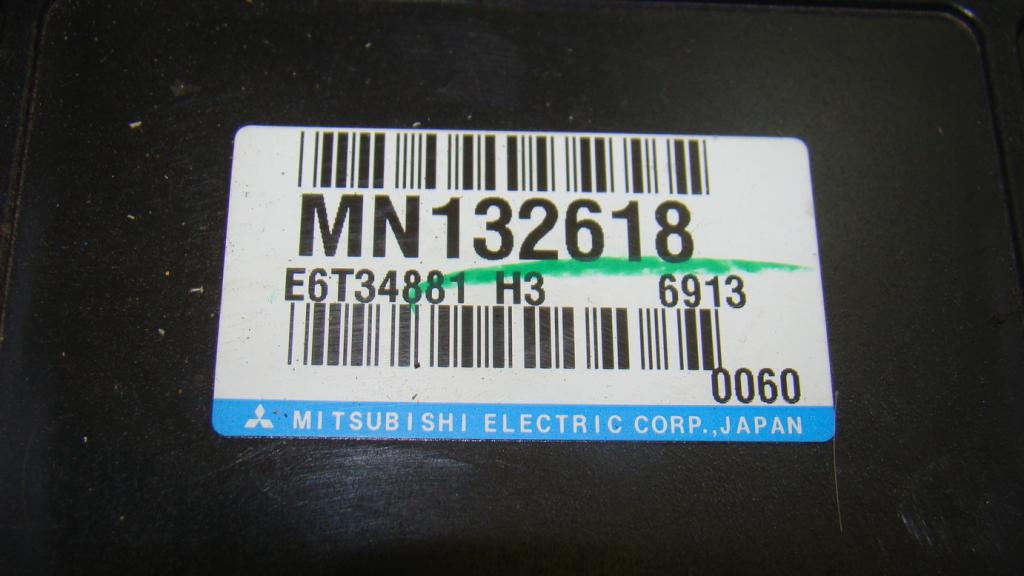 MN132618
E6T34881 H3 6913
0060
MITSUBISHI ELECTRIC CORP., JAPAN